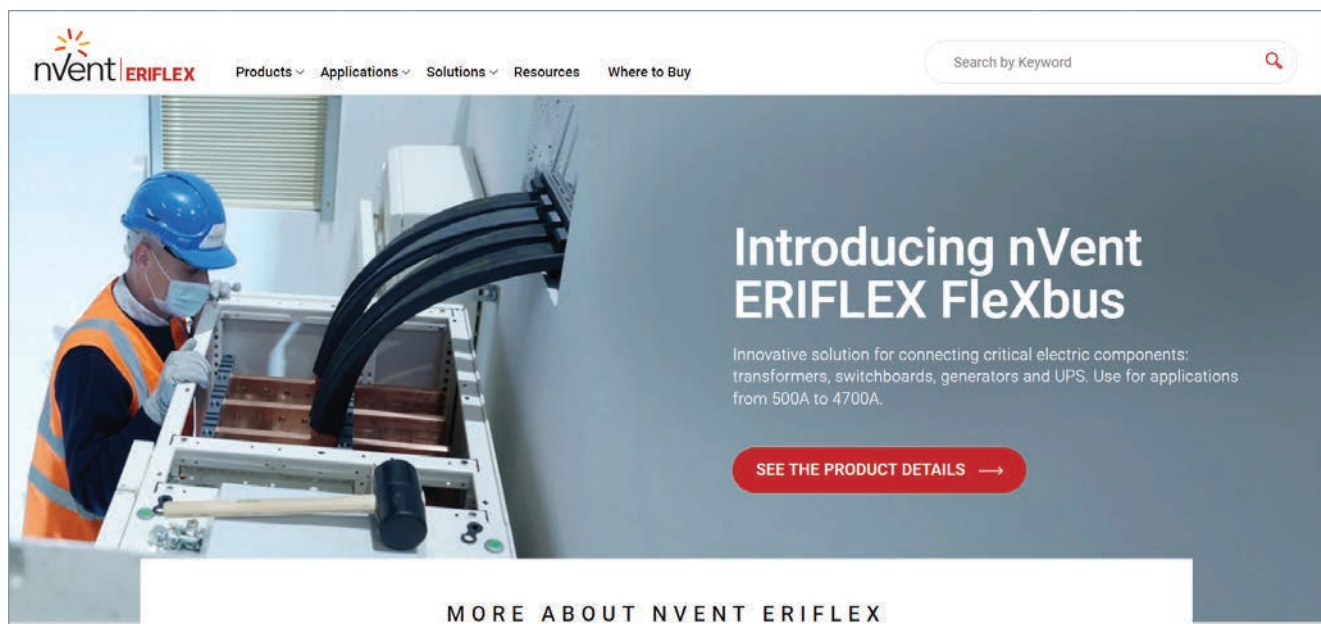 nVent ERIFLEX
Products Applications Solutions Resources Where to Buy
Search by Keyword
Introducing nVent
ERIFLEX FleXbus
Innovative solution for connecting critical electric components:
transformers, switchboards, generators and UPS. Use for applications
from 500A to 4700A.
SEE THE PRODUCT DETAILS
MORE ABOUT NVENT ERIFLEX